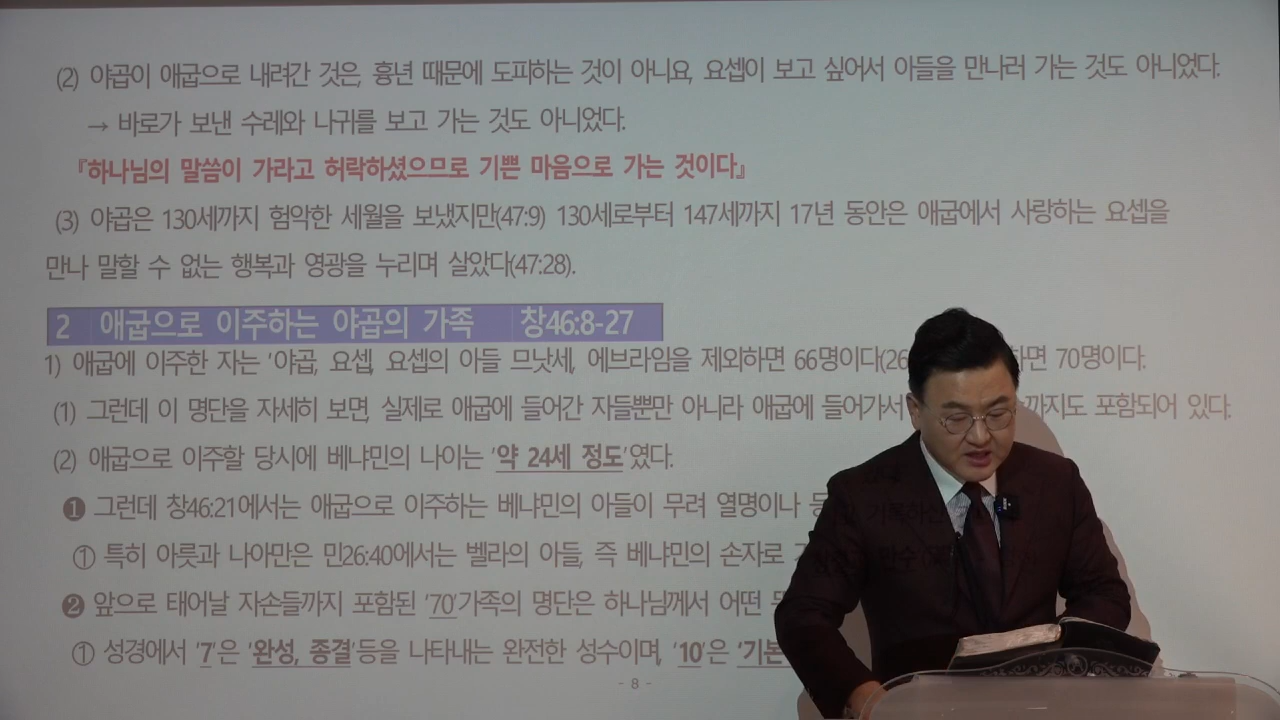 (2) 야곱이 애굽으로 내려간 것은, 흉년 때문에 도피하는 것이 아니요, 요셉이 보고 싶어서 아들을 만나러 가는 것도 아니었다.
→ 바로가 보낸 수레와 나귀를 보고 가는 것도 아니었다.
『하나님의 말씀이 가라고 허락하셨으므로 기쁜 마음으로 가는 것이다』
(3) 야곱은 130세까지 험악한 세월을 보냈지만(47:9) 130세로부터 147세까지 17년 동안은 애굽에서 사랑하는 요셉을
만나 말할 수 없는 행복과 영광을 누리며 살았다(47:28).
2 애굽으로 이주하는 야곱의 가족 창46:8-27
1) 애굽에 이주한 자는 '야곱, 요셉, 요셉의 아들 므낫세, 에브라임을 제외하면 66명이다(26 하면 70명이다.
(1) 그런데 이 명단을 자세히 보면, 실제로 애굽에 들어간 자들뿐만 아니라 애굽에 들어가서 까지도 포함되어 있다.
(2) 애굽으로 이주할 당시에 베냐민의 나이는 '약 24세 정도'였다.
❶ 그런데 창46:21에서는 애굽으로 이주하는 베냐민의 아들이 무려 열명이나
① 특히 아릇과 나아만은 민26:40에서는 벨라의 아들, 즉 베냐민의 손자로
❷ 앞으로 태어날 자손들까지 포함된 '70'가족의 명단은 하나님께서 어떤
① 성경에서 '7'은 '완성, 종결'등을 나타내는 완전한 성수이며, '10'은 '기본
- 8 -